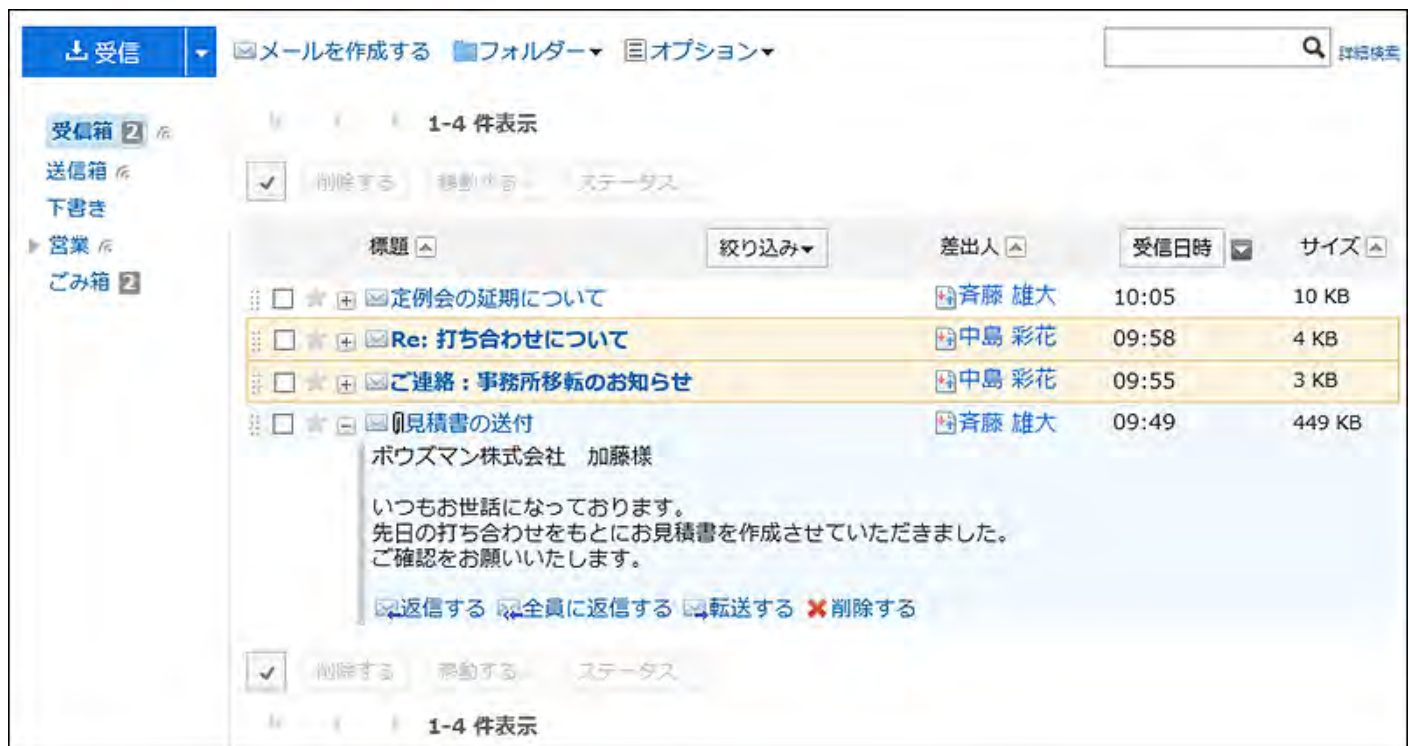 受信 メールを作成する フォルダー オプション 詳細検索
受信箱 2
送信箱
下書き
営業
ごみ箱 2
1-4 件表示
削除する 移動する ステータス
標題 絞り込み 差出人 受信日時 サイズ
定例会の延期について 斉藤 雄大 10:05 10 KB
Re: 打ち合わせについて 中島 彩花 09:58 4 KB
ご連絡：事務所移転のお知らせ 中島 彩花 09:55 3 KB
見積書の送付 斉藤 雄大 09:49 449 KB
ボウズマン株式会社　加藤様
いつもお世話になっております。
先日の打ち合わせをもとにお見積書を作成させていただきました。
ご確認をお願いいたします。
返信する 全員に返信する 転送する 削除する
削除する 移動する ステータス
1-4 件表示